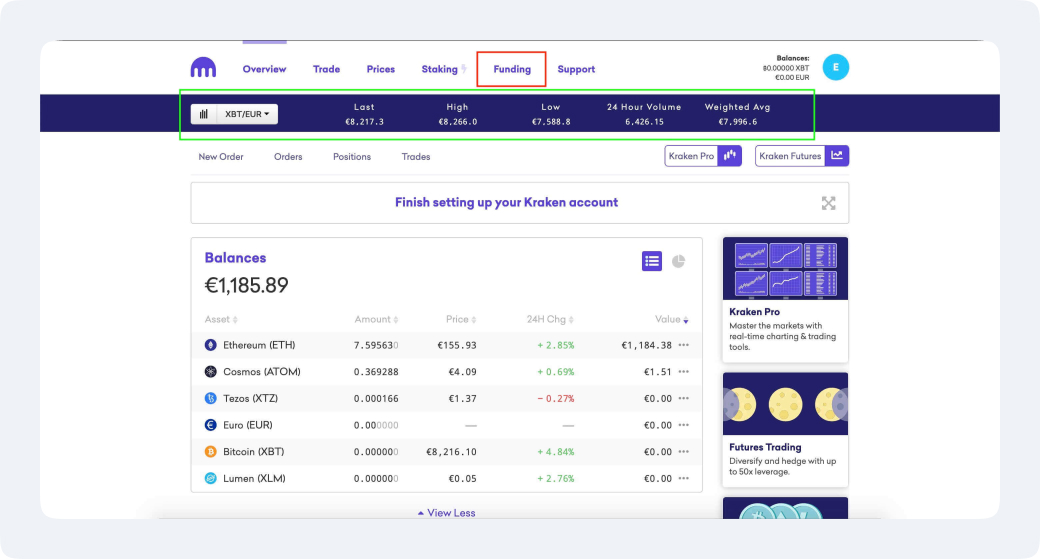 Overview Trade Prices Staking Funding Support
Balances:
฿0.00000 XBT
€0.00 EUR
E
XBT/EUR
Last High Low 24 Hour Volume Weighted Avg
€8,217.3 €8,266.0 €7,588.8 6,426.15 €7,996.6
New Order Orders Positions Trades
Kraken Pro Kraken Futures
Finish setting up your Kraken account
Balances
€1,185.89
Asset Amount Price 24H Chg Value
Ethereum (ETH) 7.595630 €155.93 + 2.85% €1,184.38
Cosmos (ATOM) 0.369288 €4.09 + 0.69% €1.51
Tezos (XTZ) 0.000166 €1.37 − 0.27% €0.00
Euro (EUR) 0.000000 — — €0.00
Bitcoin (XBT) 0.000000 €8,216.10 + 4.84% €0.00
Lumen (XLM) 0.000000 €0.05 + 2.76% €0.00
View Less
Kraken Pro
Master the markets with
real-time charting & trading
tools.
Futures Trading
Diversify and hedge with up
to 50x leverage.